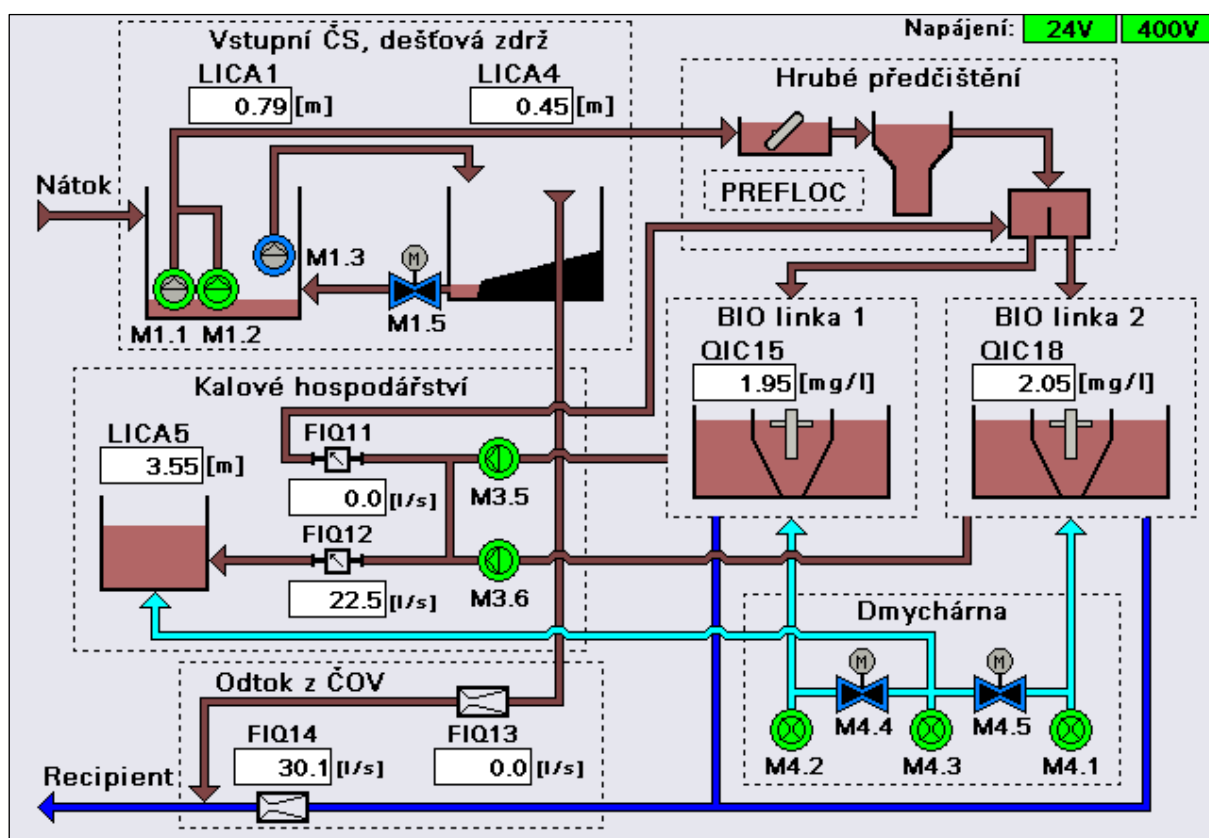 Napájení: 24V 400V
Vstupní ČS, dešťová zdrž
LICA1
0.79 [m]
LICA4
0.45 [m]
Hrubé předčištění
PREFLOC
Nátok
M1.1
M1.2
M1.3
M
M1.5
BIO linka 1
QIC15
1.95 [mg/l]
BIO linka 2
QIC18
2.05 [mg/l]
Kalové hospodářství
LICA5
3.55 [m]
FIQ11
0.0 [l/s]
M3.5
FIQ12
22.5 [l/s]
M3.6
Dmychárna
M
M4.4
M
M4.5
M4.2
M4.3
M4.1
Odtok z ČOV
FIQ14
30.1 [l/s]
FIQ13
0.0 [l/s]
Recipient